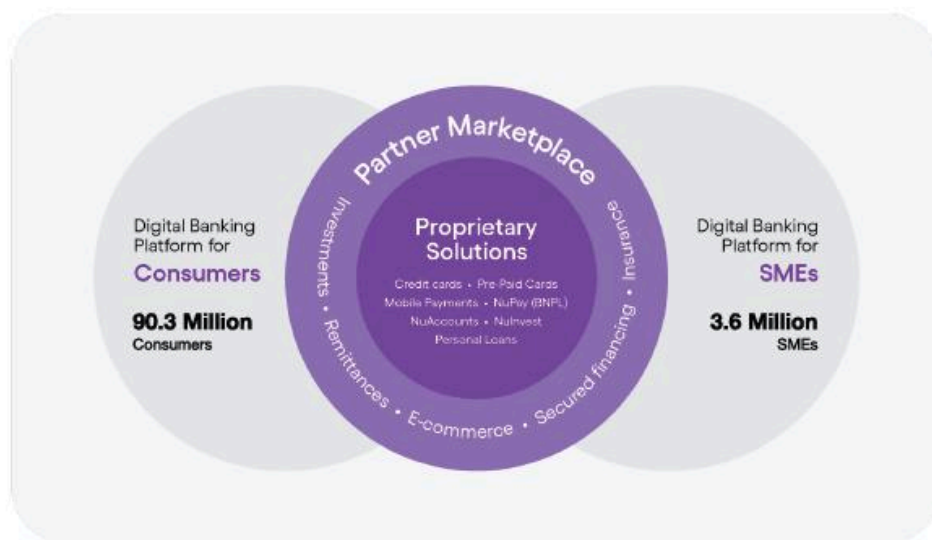 Digital Banking
Platform for
Consumers
90.3 Million
Consumers
Partner Marketplace
Investments • Remittances • E-commerce • Secured financing • Insurance
Proprietary
Solutions
Credit cards • Pre-Paid Cards
Mobile Payments • NuPay (BNPL)
NuAccounts • NuInvest
Personal Loans
Digital Banking
Platform for
SMEs
3.6 Million
SMEs